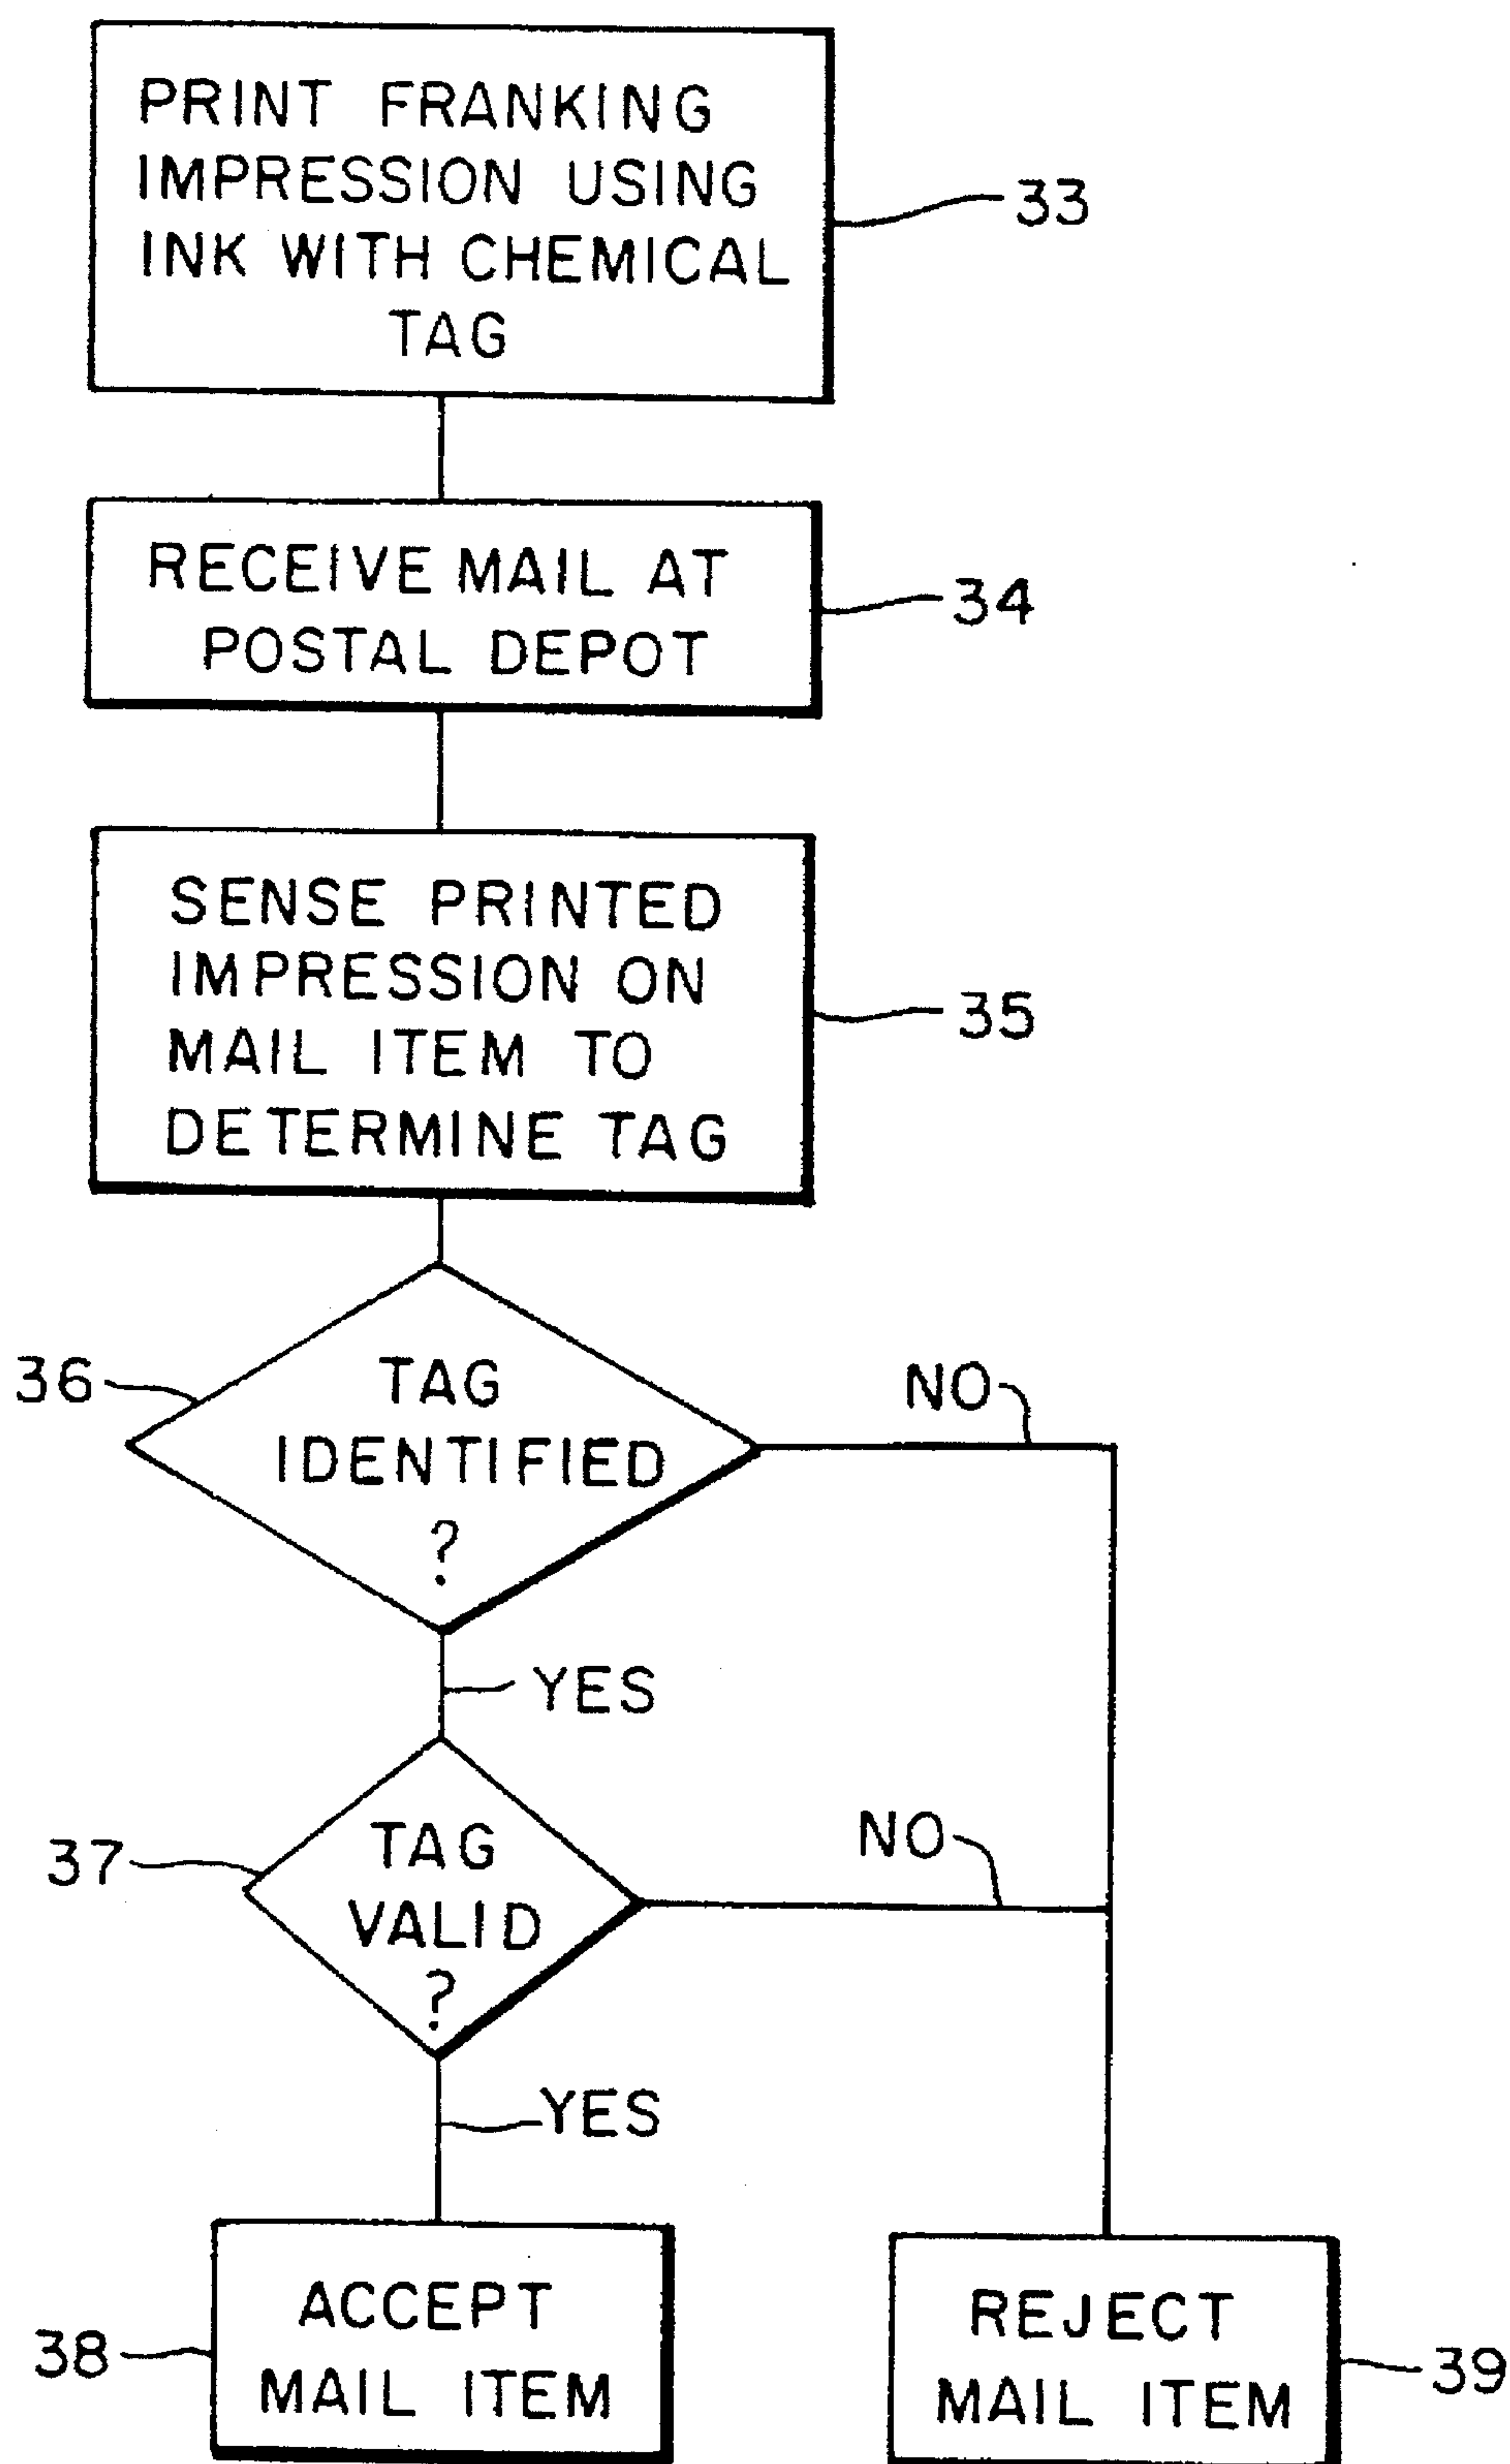 PRINT FRANKING
IMPRESSION USING
INK WITH CHEMICAL
TAG
33
RECEIVE MAIL AT
POSTAL DEPOT
34
SENSE PRINTED
IMPRESSION ON
MAIL ITEM TO
DETERMINE TAG
35
36
TAG
IDENTIFIED
?
NO
YES
37
TAG
VALID
?
NO
YES
38
ACCEPT
MAIL ITEM
REJECT
MAIL ITEM
39